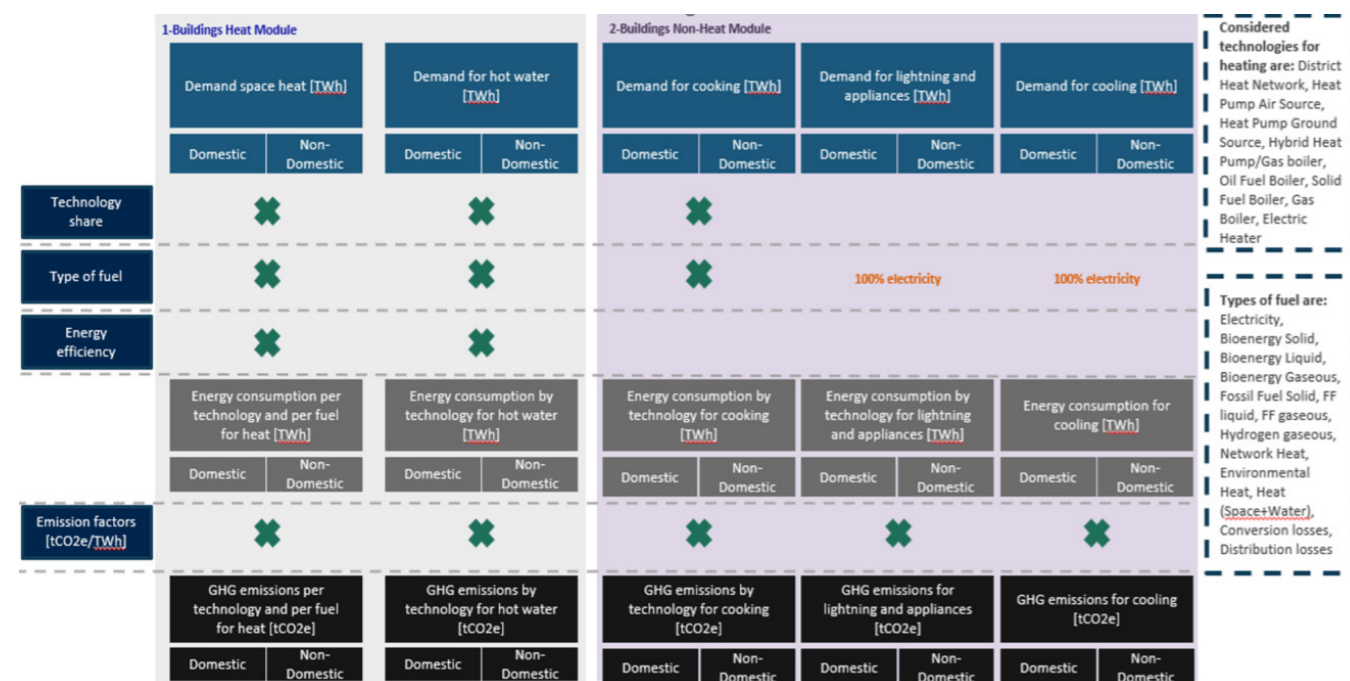 1-Buildings Heat Module
2-Buildings Non-Heat Module
Demand space heat [TWh]
Demand for hot water
[TWh]
Demand for cooking [TWh]
Demand for lightning and
appliances [TWh]
Demand for cooling [TWh]
Domestic
Non-
Domestic
Domestic
Non-
Domestic
Domestic
Non-
Domestic
Domestic
Non-
Domestic
Domestic
Non-
Domestic
Technology
share
Type of fuel
100% electricity
100% electricity
Energy
efficiency
Energy consumption per
technology and per fuel
for heat [TWh]
Energy consumption by
technology for hot water
[TWh]
Energy consumption by
technology for cooking
[TWh]
Energy consumption by
technology for lightning
and appliances [TWh]
Energy consumption for
cooling [TWh]
Domestic
Non-
Domestic
Domestic
Non-
Domestic
Domestic
Non-
Domestic
Domestic
Non-
Domestic
Domestic
Non-
Domestic
Emission factors
[tCO2e/TWh]
GHG emissions per
technology and per fuel
for heat [tCO2e]
GHG emissions by
technology for hot water
[tCO2e]
GHG emissions by
technology for cooking
[tCO2e]
GHG emissions for
lightning and appliances
[tCO2e]
GHG emissions for cooling
[tCO2e]
Domestic
Non-
Domestic
Domestic
Non-
Domestic
Domestic
Non-
Domestic
Domestic
Non-
Domestic
Domestic
Non-
Domestic
Considered
technologies for
heating are: District
Heat Network, Heat
Pump Air Source,
Heat Pump Ground
Source, Hybrid Heat
Pump/Gas boiler,
Oil Fuel Boiler, Solid
Fuel Boiler, Gas
Boiler, Electric
Heater
Types of fuel are:
Electricity,
Bioenergy Solid,
Bioenergy Liquid,
Bioenergy Gaseous,
Fossil Fuel Solid, FF
liquid, FF gaseous,
Hydrogen gaseous,
Network Heat,
Environmental
Heat, Heat
(Space+Water),
Conversion losses,
Distribution losses